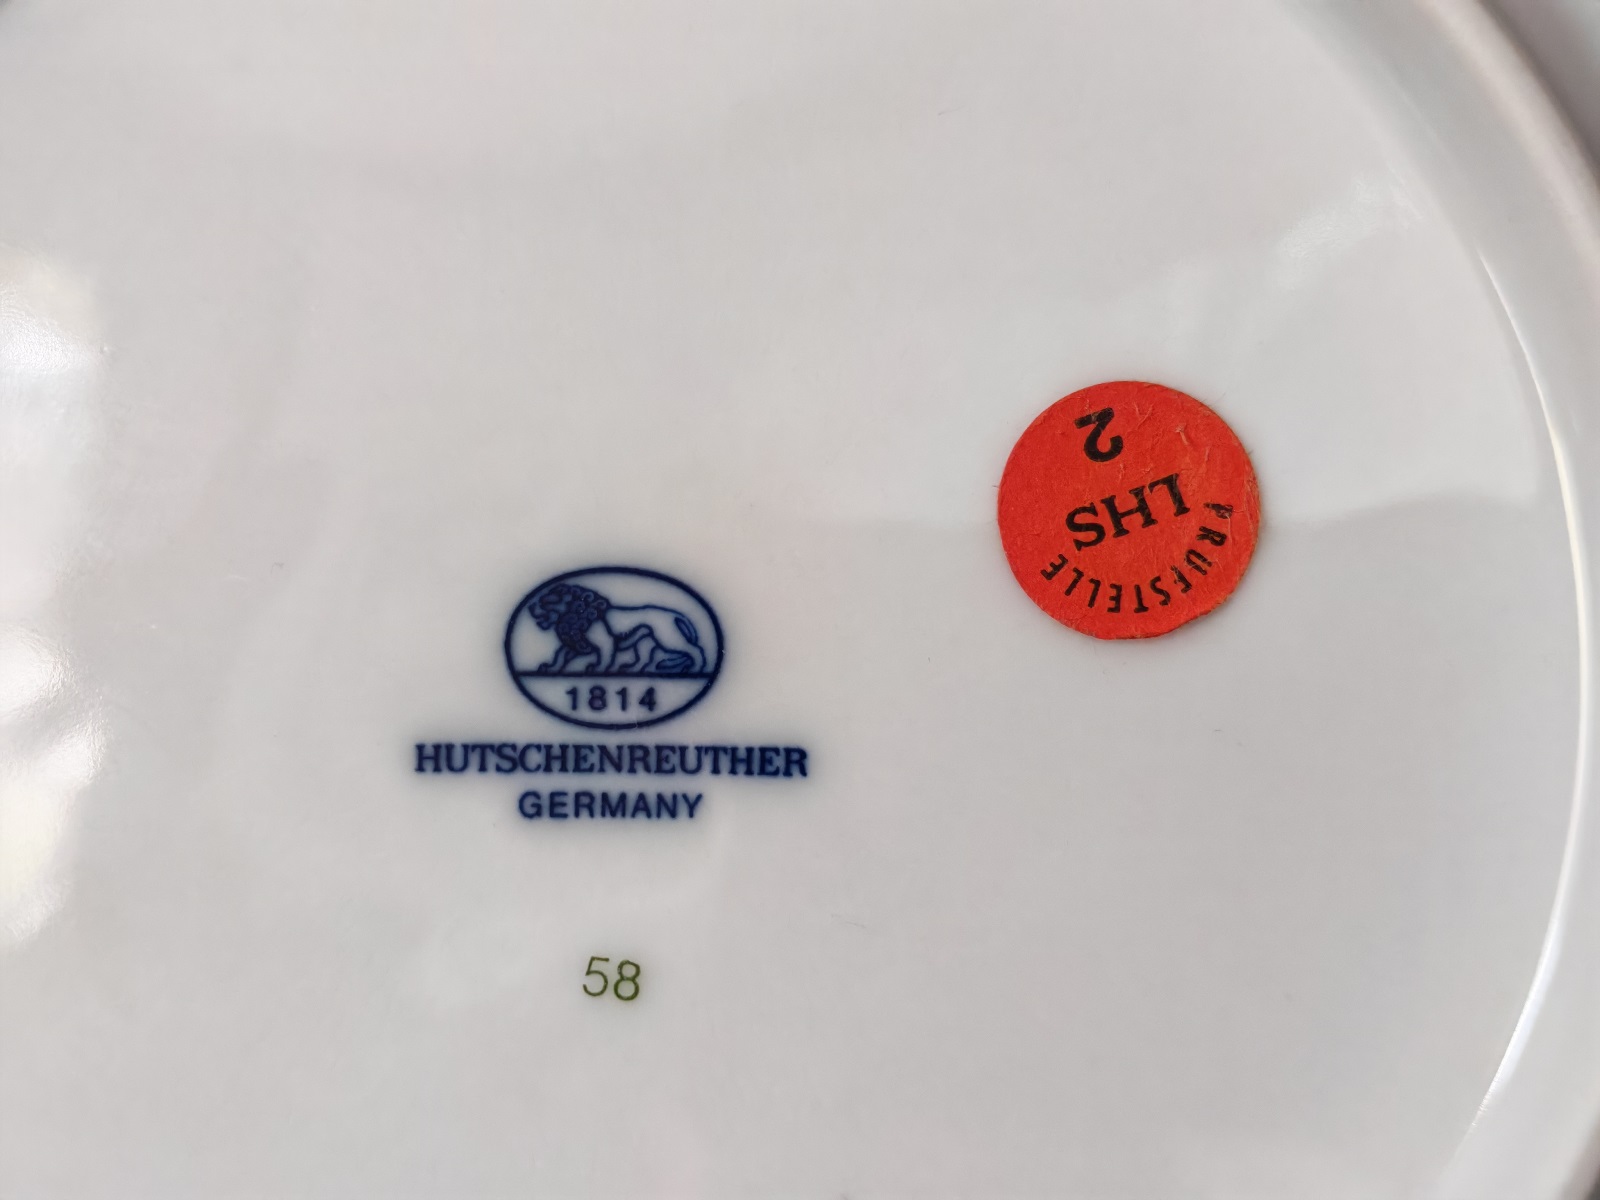 1814
HUTSCHENREUTHER
GERMANY
58
PRÜFSTELLE
LHS
2